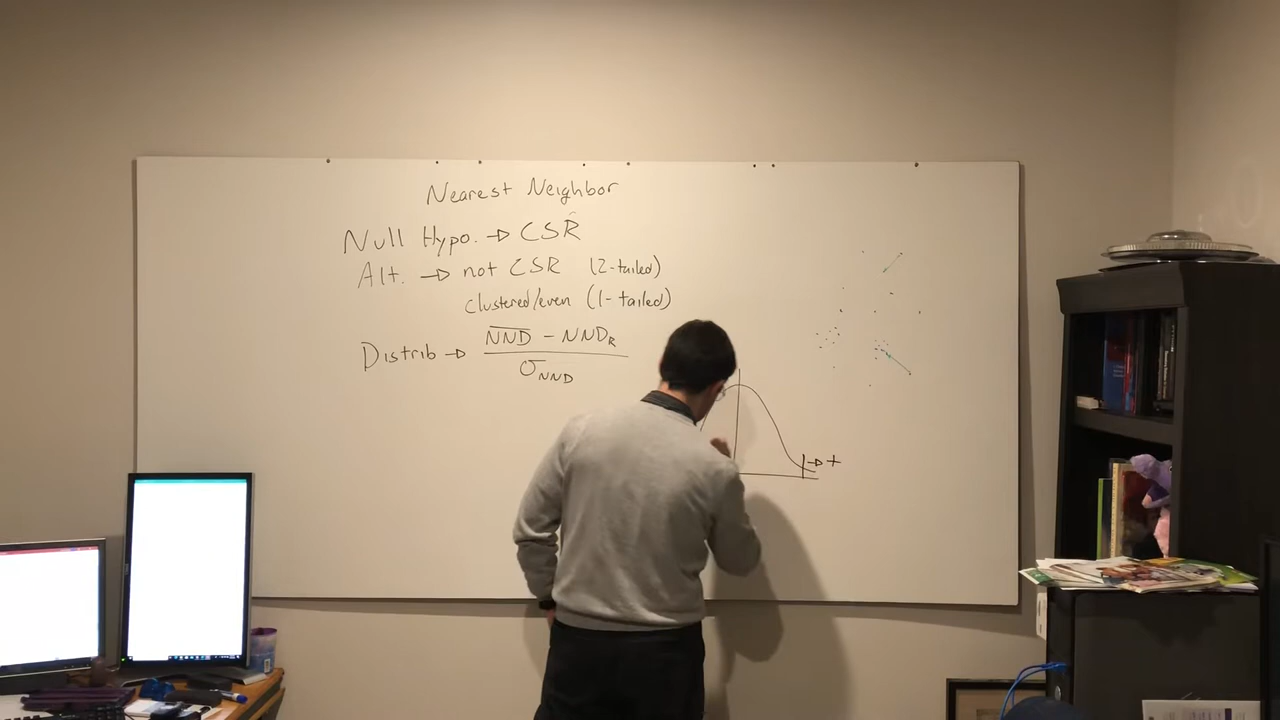 Nearest Neighbor
Null Hypo. → CSR
Alt. → not CSR (2-tailed)
clustered/even (1-tailed)
Distrib → NND - NND_R
σ_NND
→ +